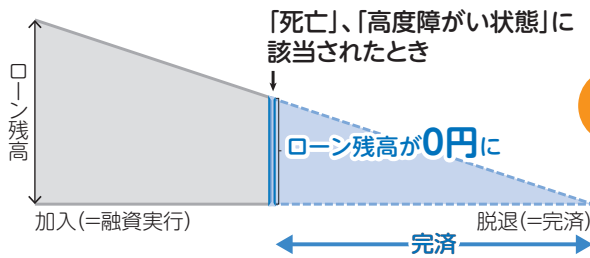 「死亡」、「高度障がい状態」に
該当されたとき
ローン残高
ローン残高が0円に
加入(=融資実行)
脱退(=完済)
完済